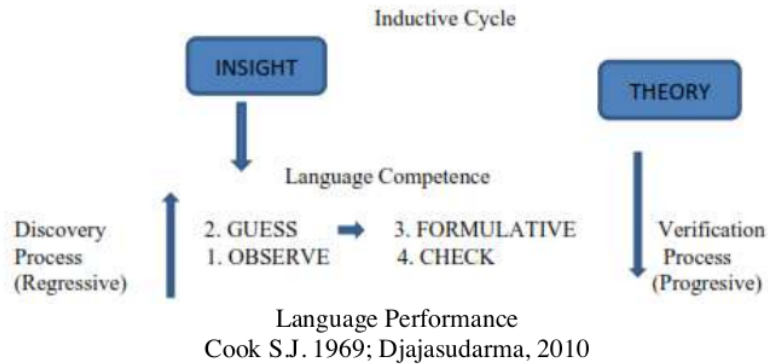 Inductive Cycle
INSIGHT
THEORY
Language Competence
Discovery
Process
(Regressive)
2. GUESS
1. OBSERVE
3. FORMULATIVE
4. CHECK
Verification
Process
(Progresive)
Language Performance
Cook S.J. 1969; Djajasudarma, 2010